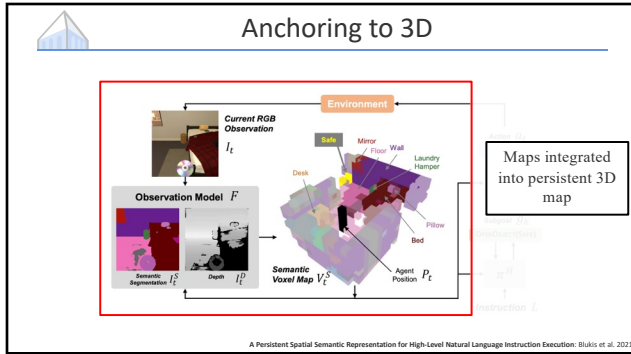 Anchoring to 3D
Environment
Current RGB
Observation
I_t
Safe
Mirror
Floor
Wall
Laundry
Hamper
Desk
Pillow
Bed
Observation Model F
Semantic
Segmentation I_t^S
Depth I_t^D
Semantic
Voxel Map V_t^S
Agent
Position P_t
Maps integrated
into persistent 3D
map
π^H
Instruction L
A Persistent Spatial Semantic Representation for High-Level Natural Language Instruction Execution: Blukis et al. 2021